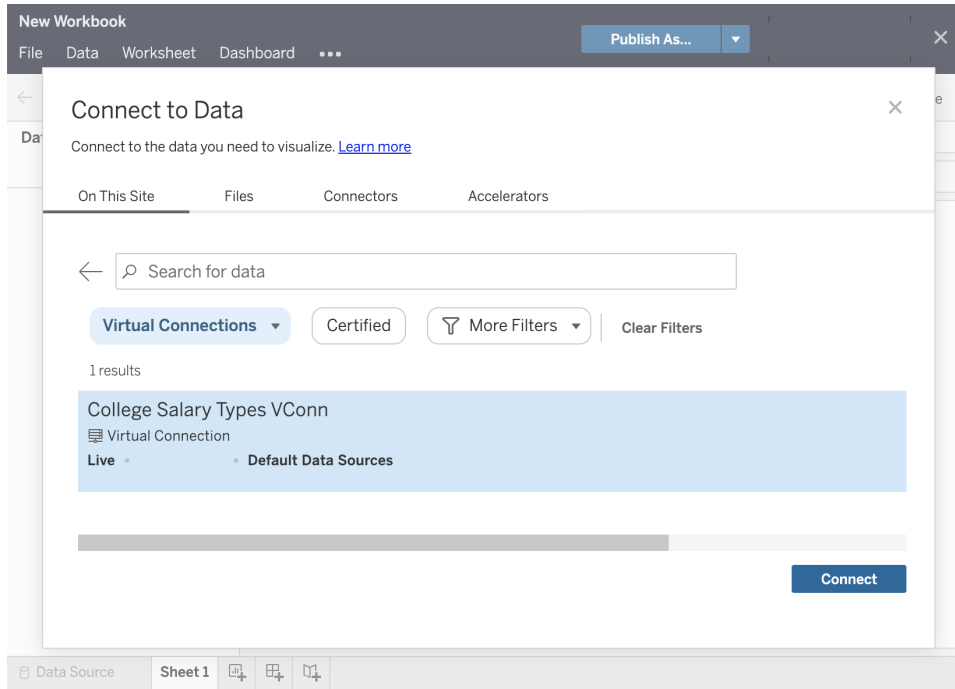 New Workbook
File Data Worksheet Dashboard
Publish As...
Connect to Data
Connect to the data you need to visualize. Learn more
On This Site Files Connectors Accelerators
Search for data
Virtual Connections Certified More Filters Clear Filters
1 results
College Salary Types VConn
Virtual Connection
Live • • Default Data Sources
Connect
Data Source Sheet 1